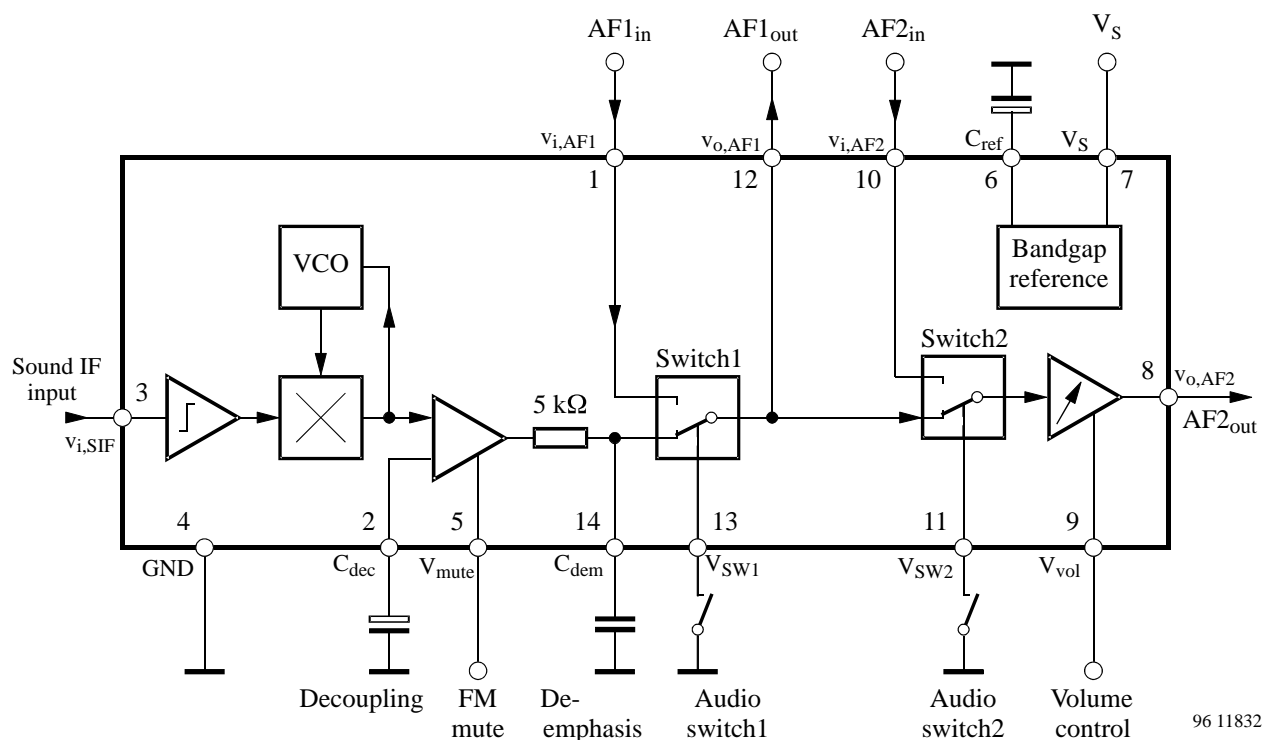 AF1in AF1out AF2in VS
vi,AF1 vo,AF1 vi,AF2 Cref VS
1 12 10 6 7
VCO
Bandgap
reference
Switch1 Switch2
Sound IF
input
3 5 kΩ 8
vi,SIF
vo,AF2
AF2out
4 2 5 14 13 11 9
GND Cdec Vmute Cdem VSW1 VSW2 Vvol
Decoupling FM De- Audio Audio Volume
mute emphasis switch1 switch2 control
96 11832